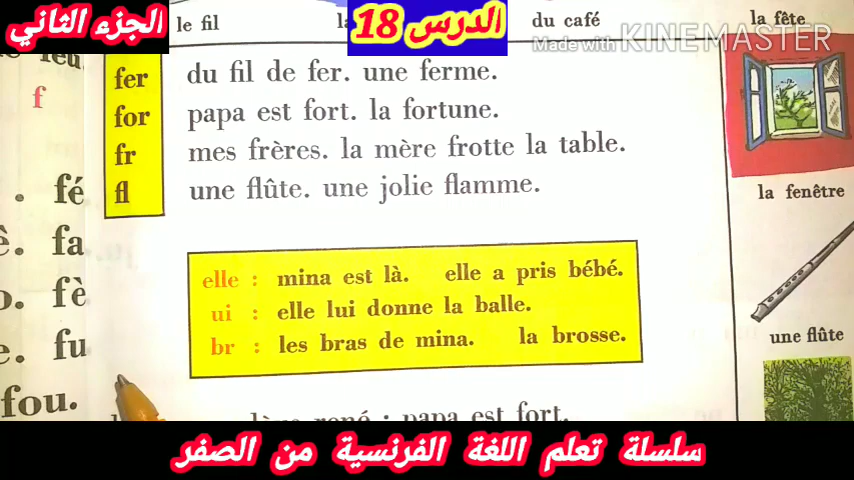 الجزء الثاني
الدرس 18
Made with KINEMASTER
le fil
du café
la fête
feu
f
fer
du fil de fer. une ferme.
for
papa est fort. la fortune.
fr
mes frères. la mère frotte la table.
fl
une flûte. une jolie flamme.
la fenêtre
. fé
. fa
. fè
. fu
fou.
elle : mina est là. elle a pris bébé.
ui : elle lui donne la balle.
br : les bras de mina. la brosse.
une flûte
: papa est fort.
سلسلة تعلم اللغة الفرنسية من الصفر